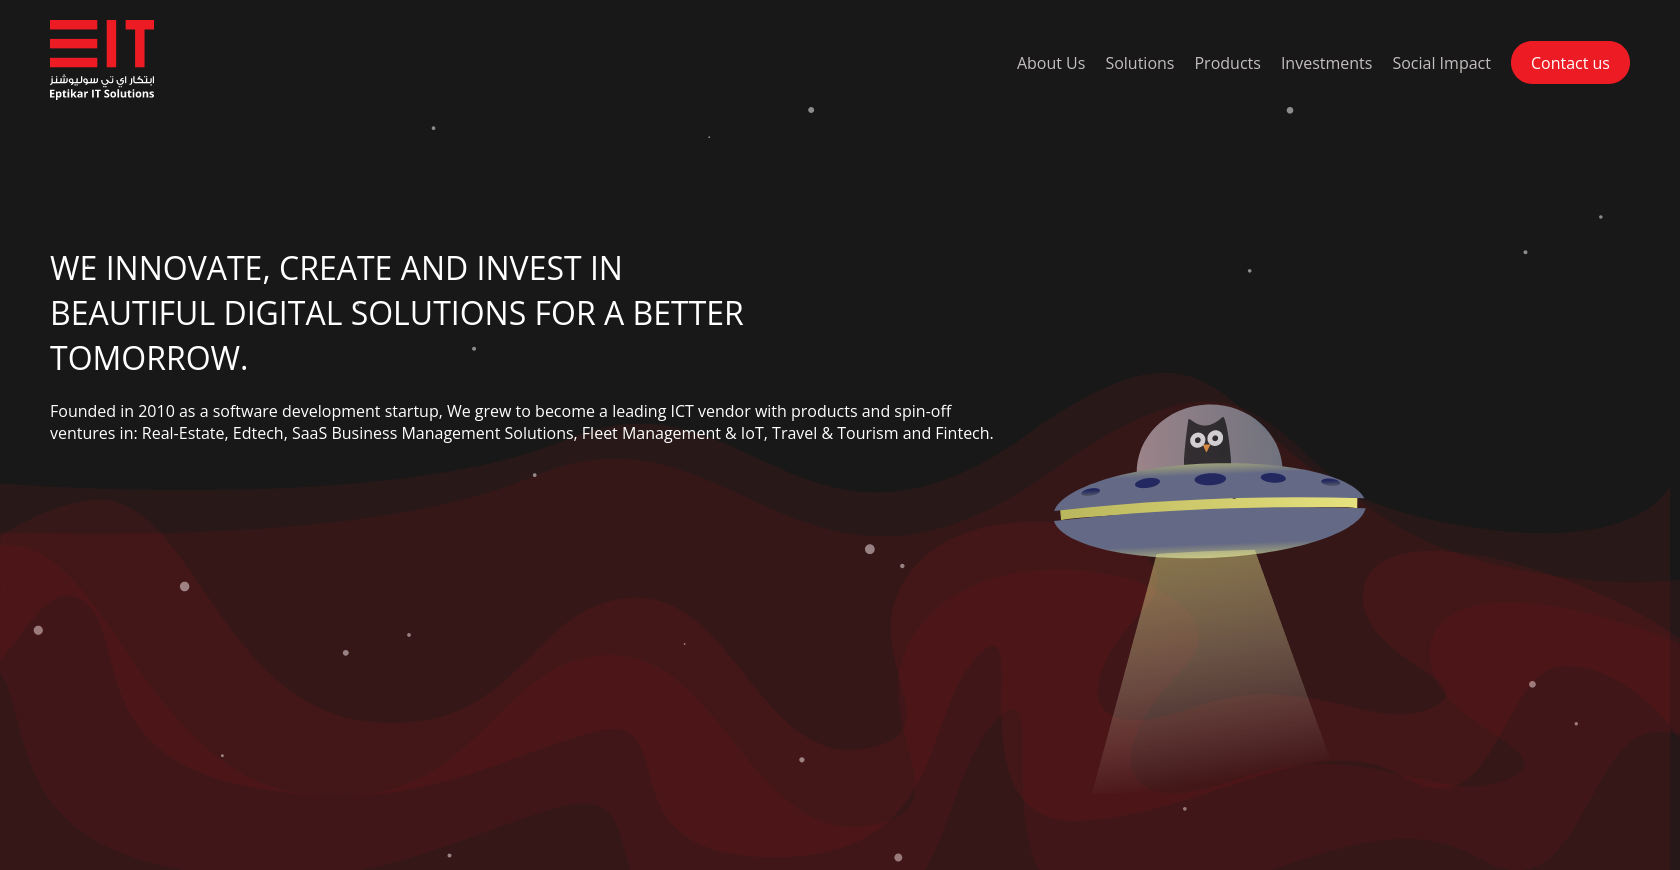 EIT
ابتكار اي تي سوليوشنز
Eptikar IT Solutions
About Us
Solutions
Products
Investments
Social Impact
Contact us
WE INNOVATE, CREATE AND INVEST IN
BEAUTIFUL DIGITAL SOLUTIONS FOR A BETTER
TOMORROW.
Founded in 2010 as a software development startup, We grew to become a leading ICT vendor with products and spin-off
ventures in: Real-Estate, Edtech, SaaS Business Management Solutions, Fleet Management & IoT, Travel & Tourism and Fintech.